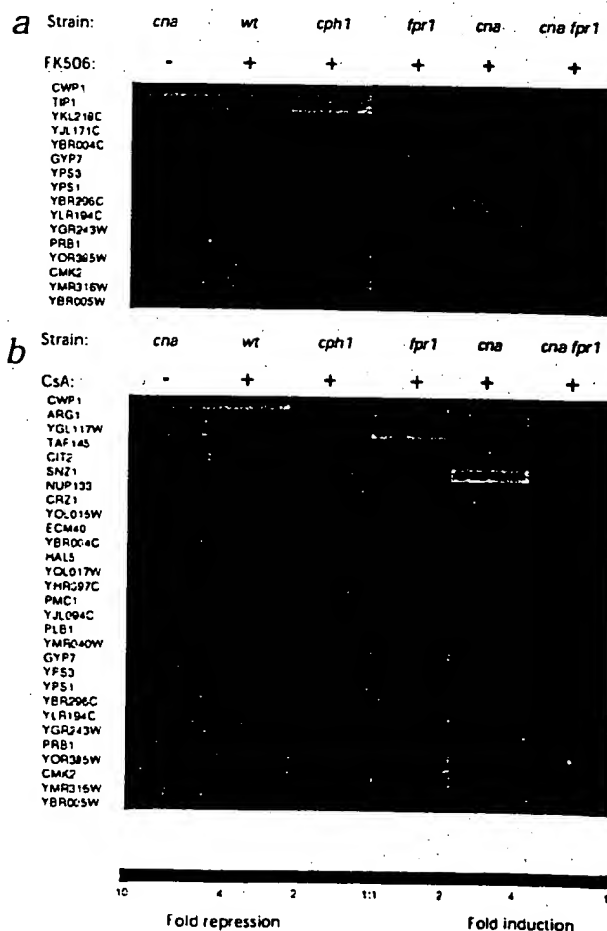 a Strain: cna wt cph1 fpr1 cna cna fpr1
FK506: - + + + + +
CWP1
TIP1
YKL218C
YJL171C
YBR004C
GYP7
YPS3
YPS1
YBR296C
YLR194C
YGR243W
PRB1
YOR385W
CMK2
YMR316W
YBR005W
b Strain: cna wt cph1 fpr1 cna cna fpr1
CsA: - + + + + +
CWP1
ARG1
YGL117W
TAF145
CIT2
SNZ1
NUP133
CRZ1
YOL015W
ECM40
YBR004C
HAL5
YOL017W
YHR097C
PMC1
YJL094C
PLB1
YMR040W
GYP7
YPS3
YPS1
YBR296C
YLR194C
YGR243W
PRB1
YOR385W
CMK2
YMR316W
YBR005W
10 4 2 1:1 2 4
Fold repression Fold induction